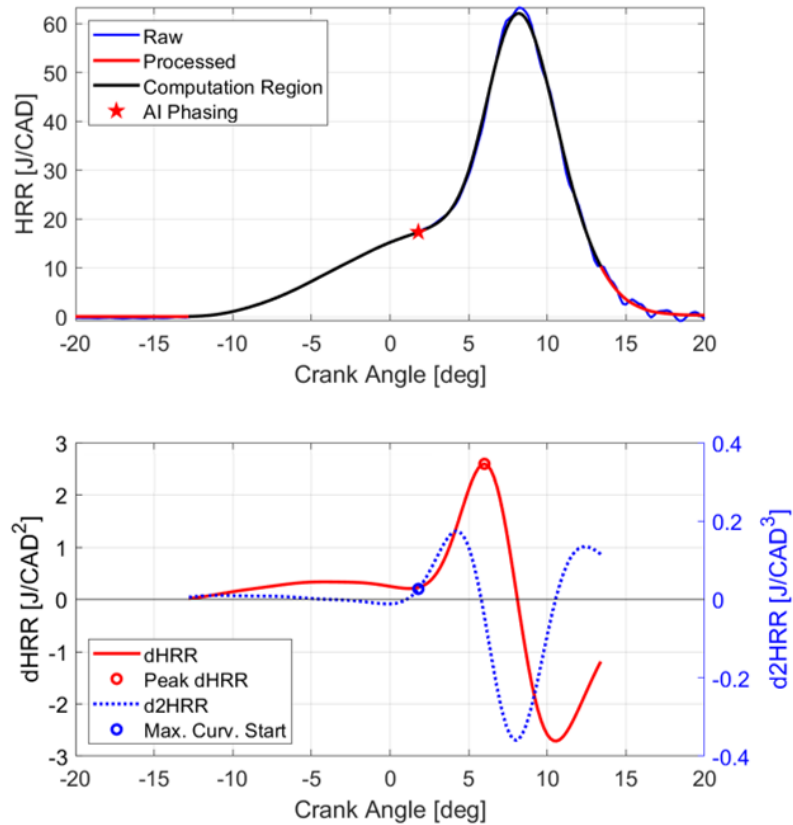 60
50
40
30
20
10
0
HRR [J/CAD]
Raw
Processed
Computation Region
AI Phasing
-20 -15 -10 -5 0 5 10 15 20
Crank Angle [deg]
3
2
1
0
-1
-2
-3
dHRR [J/CAD²]
0.4
0.2
0
-0.2
-0.4
d2HRR [J/CAD³]
dHRR
Peak dHRR
d2HRR
Max. Curv. Start
-20 -15 -10 -5 0 5 10 15 20
Crank Angle [deg]